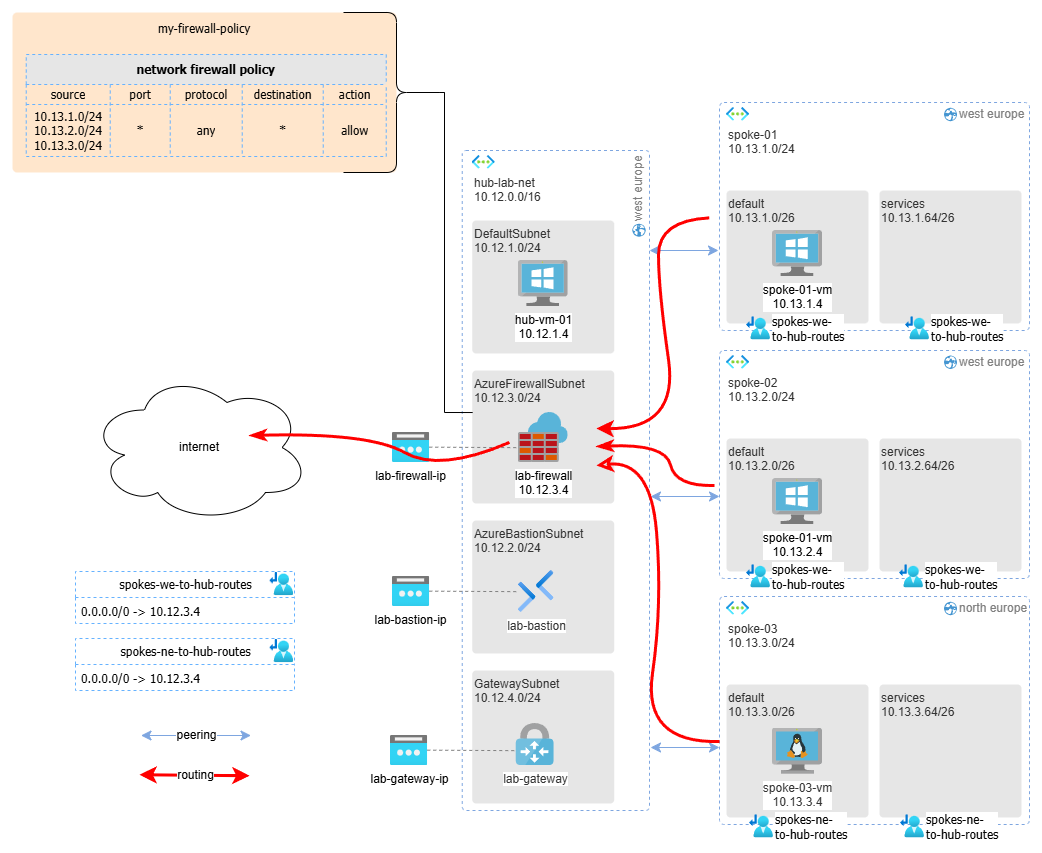 my-firewall-policy
network firewall policy
source port protocol destination action
10.13.1.0/24
10.13.2.0/24
10.13.3.0/24
* any * allow
hub-lab-net
10.12.0.0/16
west europe
DefaultSubnet
10.12.1.0/24
hub-vm-01
10.12.1.4
AzureFirewallSubnet
10.12.3.0/24
lab-firewall
10.12.3.4
AzureBastionSubnet
10.12.2.0/24
lab-bastion
GatewaySubnet
10.12.4.0/24
lab-gateway
internet
lab-firewall-ip
lab-bastion-ip
lab-gateway-ip
spokes-we-to-hub-routes
0.0.0.0/0 -> 10.12.3.4
spokes-ne-to-hub-routes
0.0.0.0/0 -> 10.12.3.4
peering
routing
west europe
spoke-01
10.13.1.0/24
default
10.13.1.0/26
spoke-01-vm
10.13.1.4
spokes-we-
to-hub-routes
services
10.13.1.64/26
spokes-we-
to-hub-routes
west europe
spoke-02
10.13.2.0/24
default
10.13.2.0/26
spoke-01-vm
10.13.2.4
spokes-we-
to-hub-routes
services
10.13.2.64/26
spokes-we-
to-hub-routes
north europe
spoke-03
10.13.3.0/24
default
10.13.3.0/26
spoke-03-vm
10.13.3.4
spokes-ne-
to-hub-routes
services
10.13.3.64/26
spokes-ne-
to-hub-routes